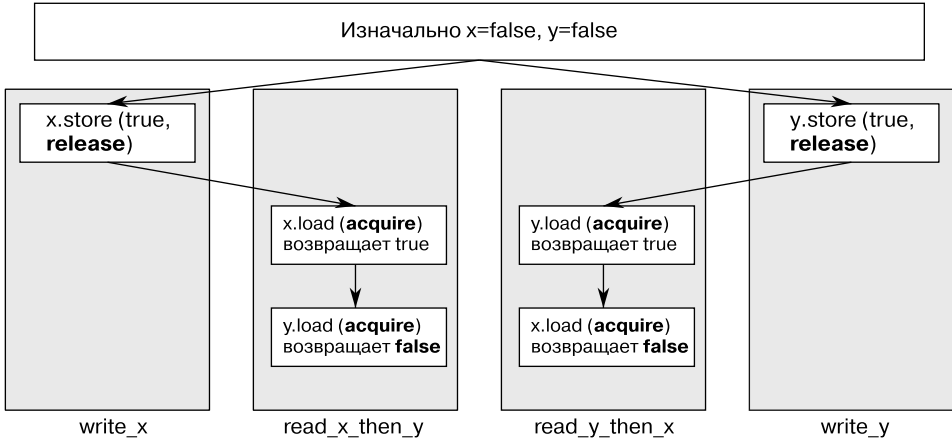 Изначально x=false, y=false
x.store (true,
release)
y.store (true,
release)
x.load (acquire)
возвращает true
y.load (acquire)
возвращает true
y.load (acquire)
возвращает false
x.load (acquire)
возвращает false
write_x
read_x_then_y
read_y_then_x
write_y